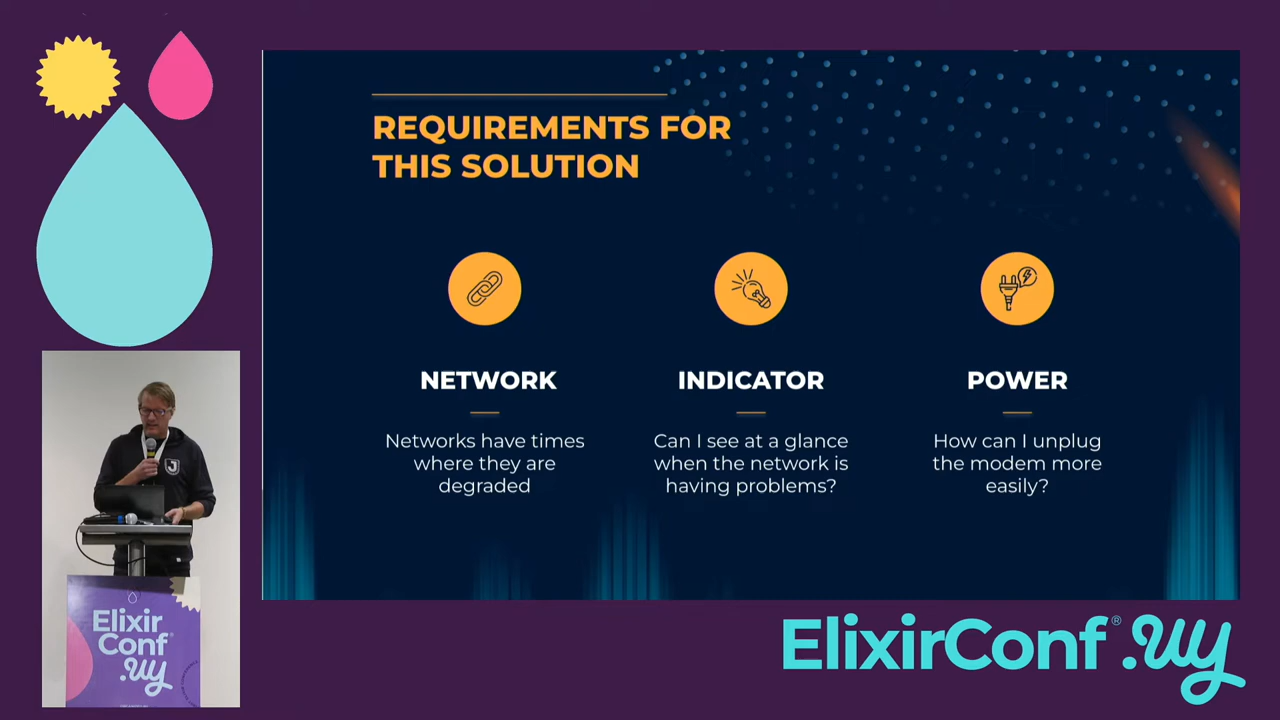 REQUIREMENTS FOR
THIS SOLUTION
NETWORK
Networks have times
where they are
degraded
INDICATOR
Can I see at a glance
when the network is
having problems?
POWER
How can I unplug
the modem more
easily?
J
Elixir
Conf
.uy
ElixirConf® .uy